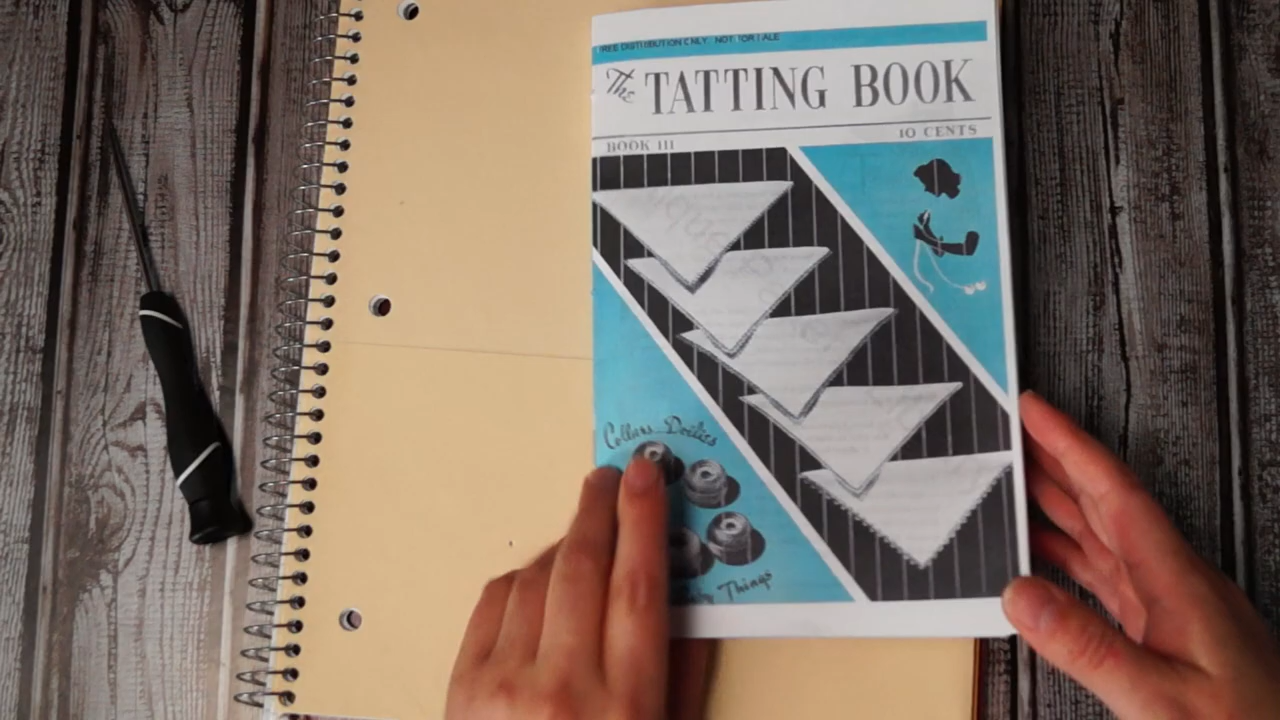 FREE DISTRIBUTION ONLY NOT FOR SALE
The TATTING BOOK
BOOK III
10 CENTS
Collars Doilies
Things